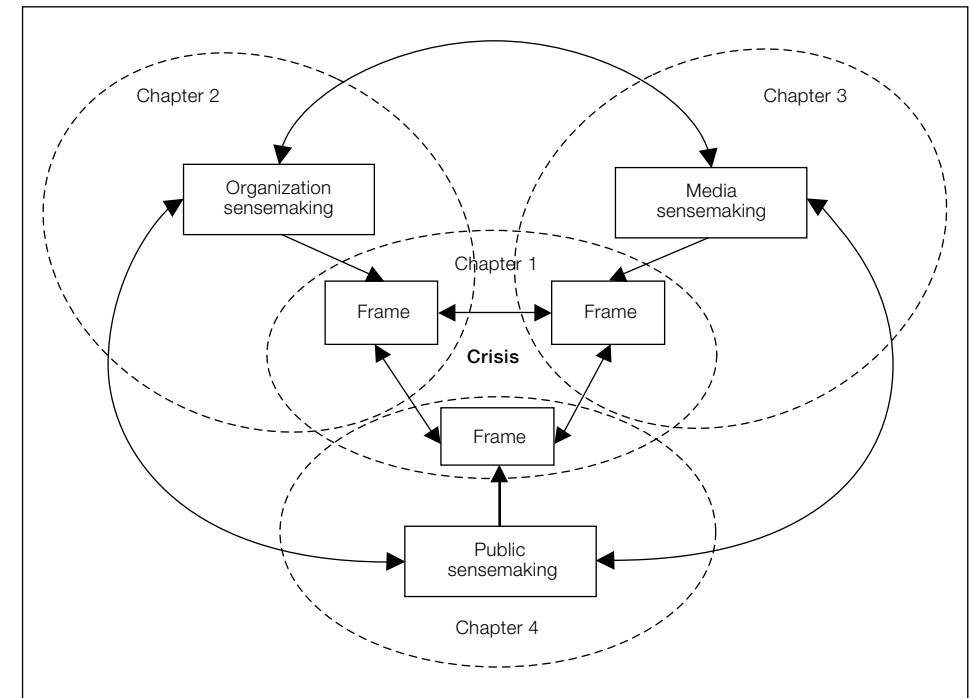 Chapter 2
Chapter 3
Organization
sensemaking
Media
sensemaking
Chapter 1
Frame
Frame
Crisis
Frame
Public
sensemaking
Chapter 4